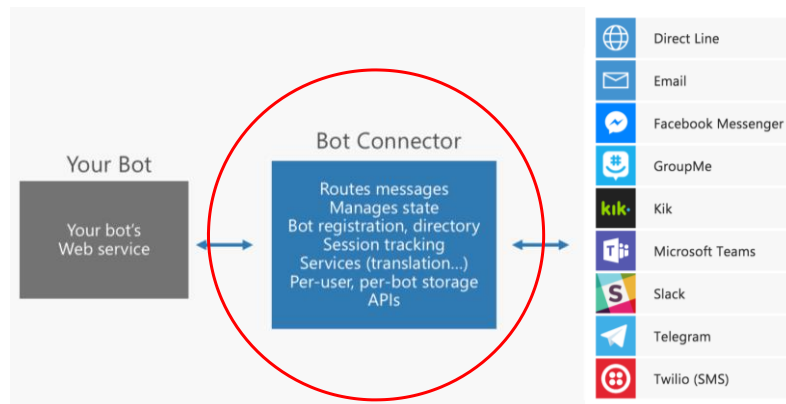 Your Bot
Your bot's
Web service
Bot Connector
Routes messages
Manages state
Bot registration, directory
Session tracking
Services (translation...)
Per-user, per-bot storage
APIs
Direct Line
Email
Facebook Messenger
GroupMe
kik·
Kik
T
Microsoft Teams
S
Slack
Telegram
Twilio (SMS)